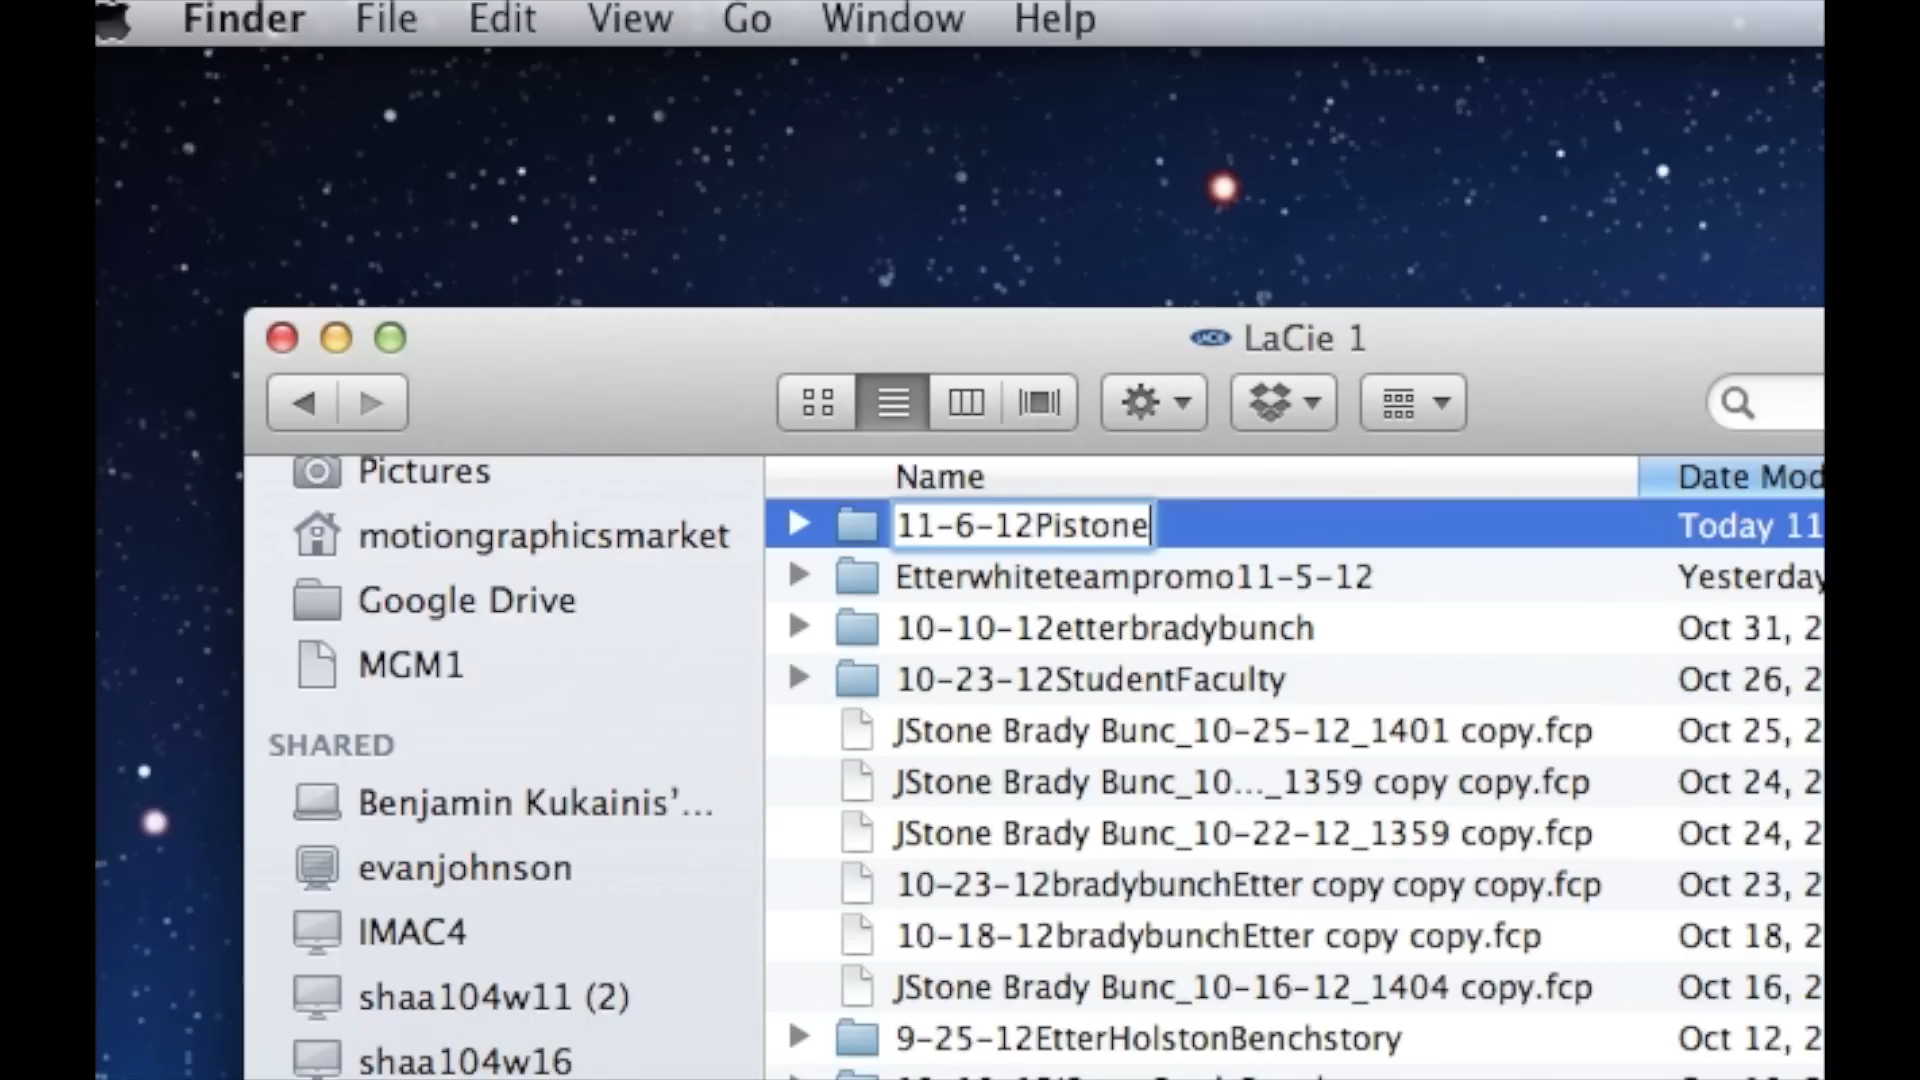 Finder File Edit View Go Window Help
LaCie 1
Pictures
motiongraphicsmarket
Google Drive
MGM1
SHARED
Benjamin Kukainis'...
evanjohnson
IMAC4
shaa104w11 (2)
shaa104w16
Name Date Mod
11-6-12Pistone Today 11
Etterwhiteteampromo11-5-12 Yesterday
10-10-12etterbradybunch Oct 31, 2
10-23-12StudentFaculty Oct 26, 2
JStone Brady Bunc_10-25-12_1401 copy.fcp Oct 25, 2
JStone Brady Bunc_10..._1359 copy copy.fcp Oct 24, 2
JStone Brady Bunc_10-22-12_1359 copy.fcp Oct 24, 2
10-23-12bradybunchEtter copy copy copy.fcp Oct 23, 2
10-18-12bradybunchEtter copy copy.fcp Oct 18, 2
JStone Brady Bunc_10-16-12_1404 copy.fcp Oct 16, 2
9-25-12EtterHolstonBenchstory Oct 12, 2